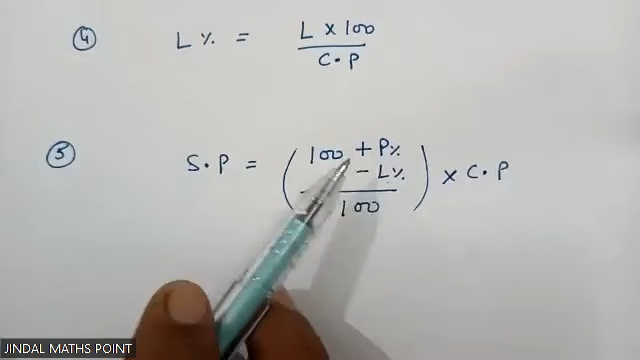 ④ L % = L x 100
C.P
⑤ S.P = ( 100 + P%
- L%
100 ) x C.P
JINDAL MATHS POINT